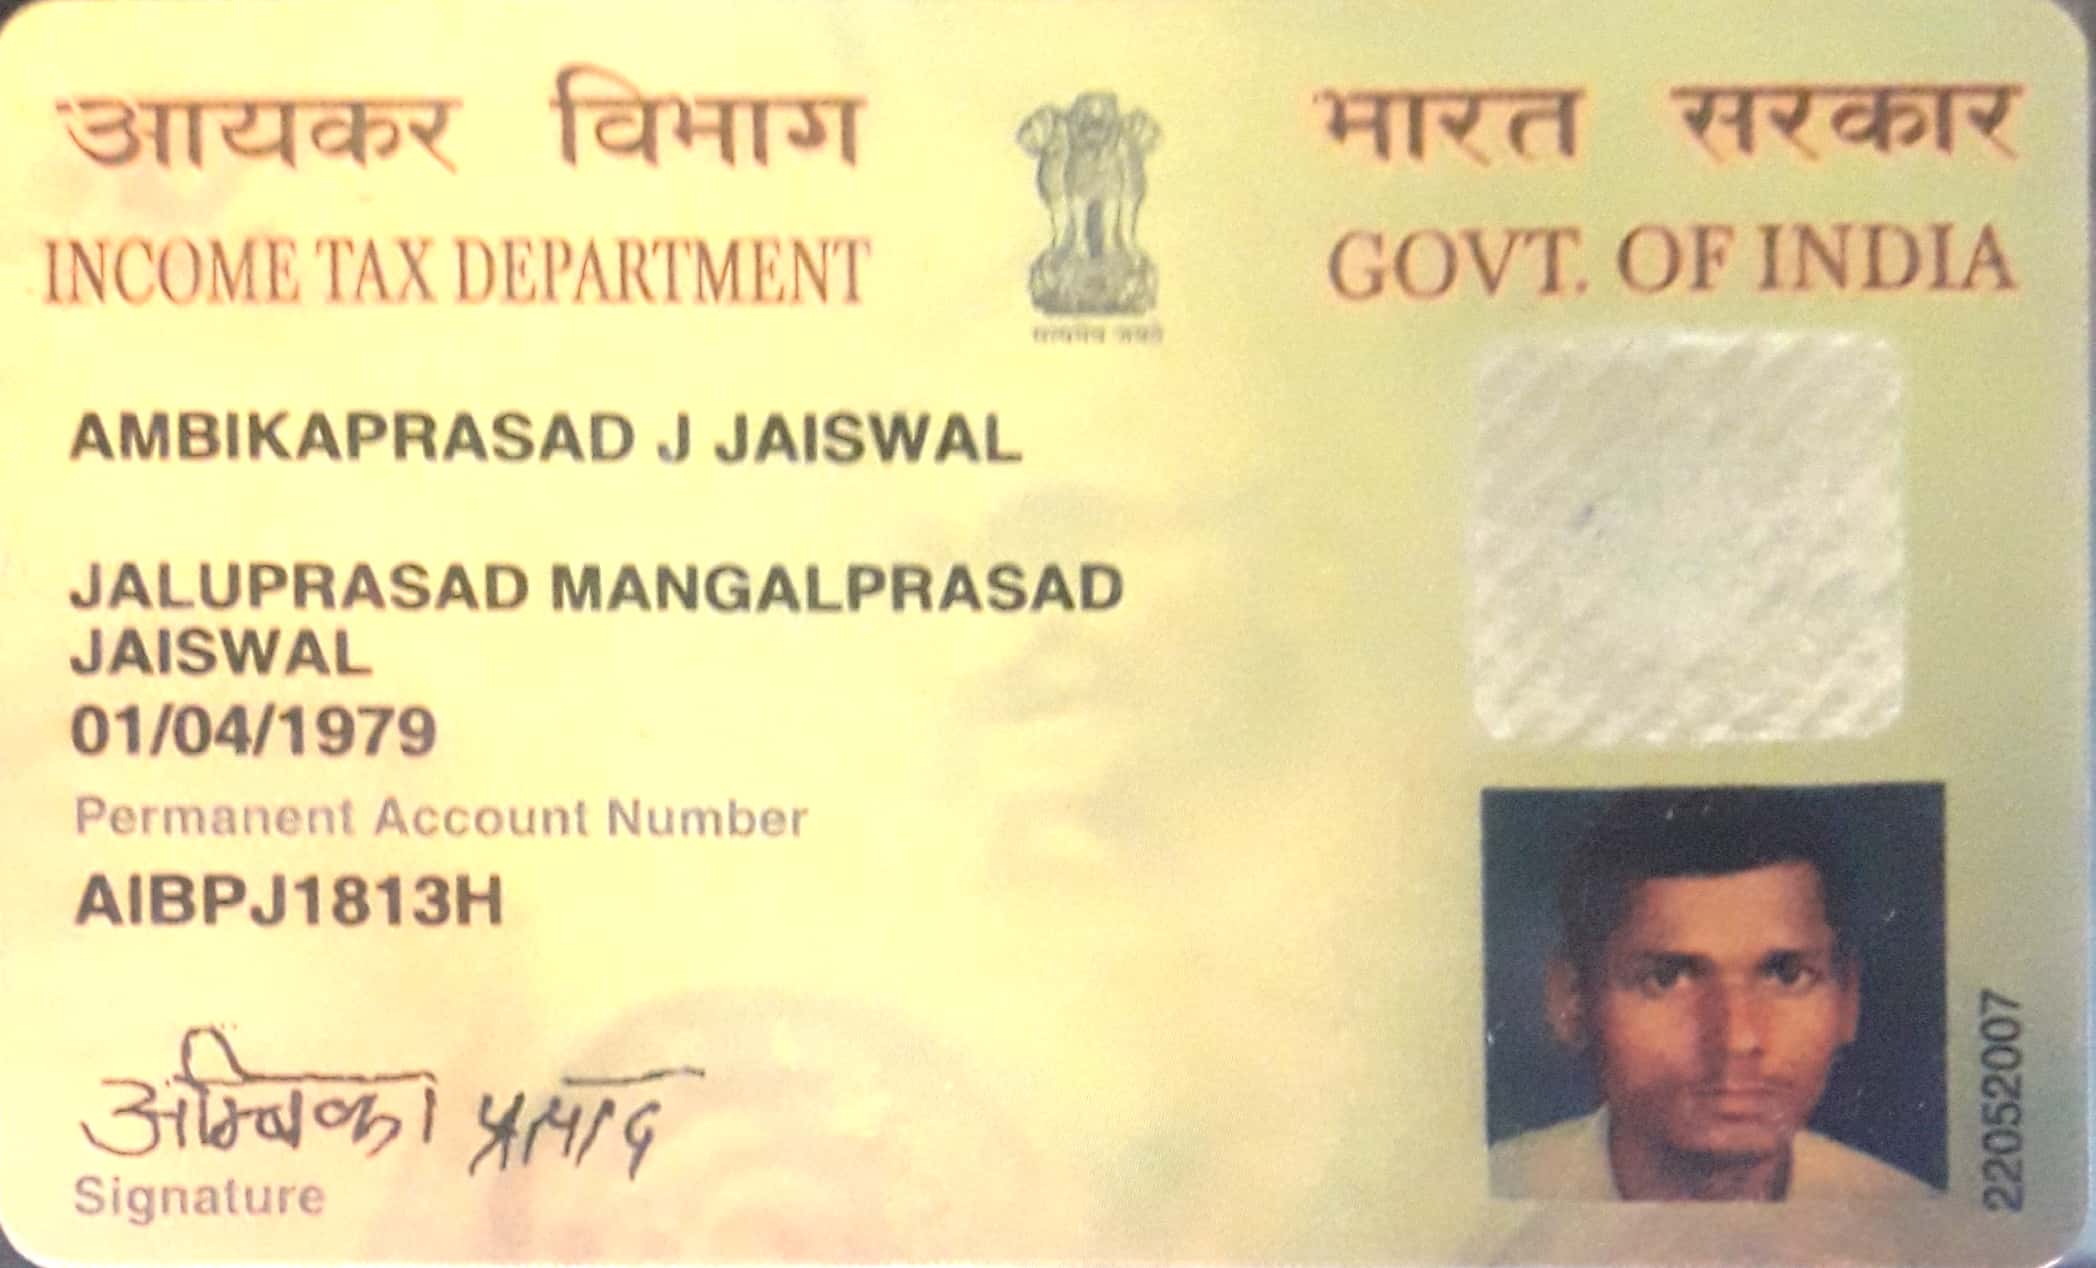 आयकर विभाग
INCOME TAX DEPARTMENT
भारत सरकार
GOVT. OF INDIA
सत्यमेव जयते
AMBIKAPRASAD J JAISWAL
JALUPRASAD MANGALPRASAD
JAISWAL
01/04/1979
Permanent Account Number
AIBPJ1813H
अम्बिका प्रसाद
Signature
22052007